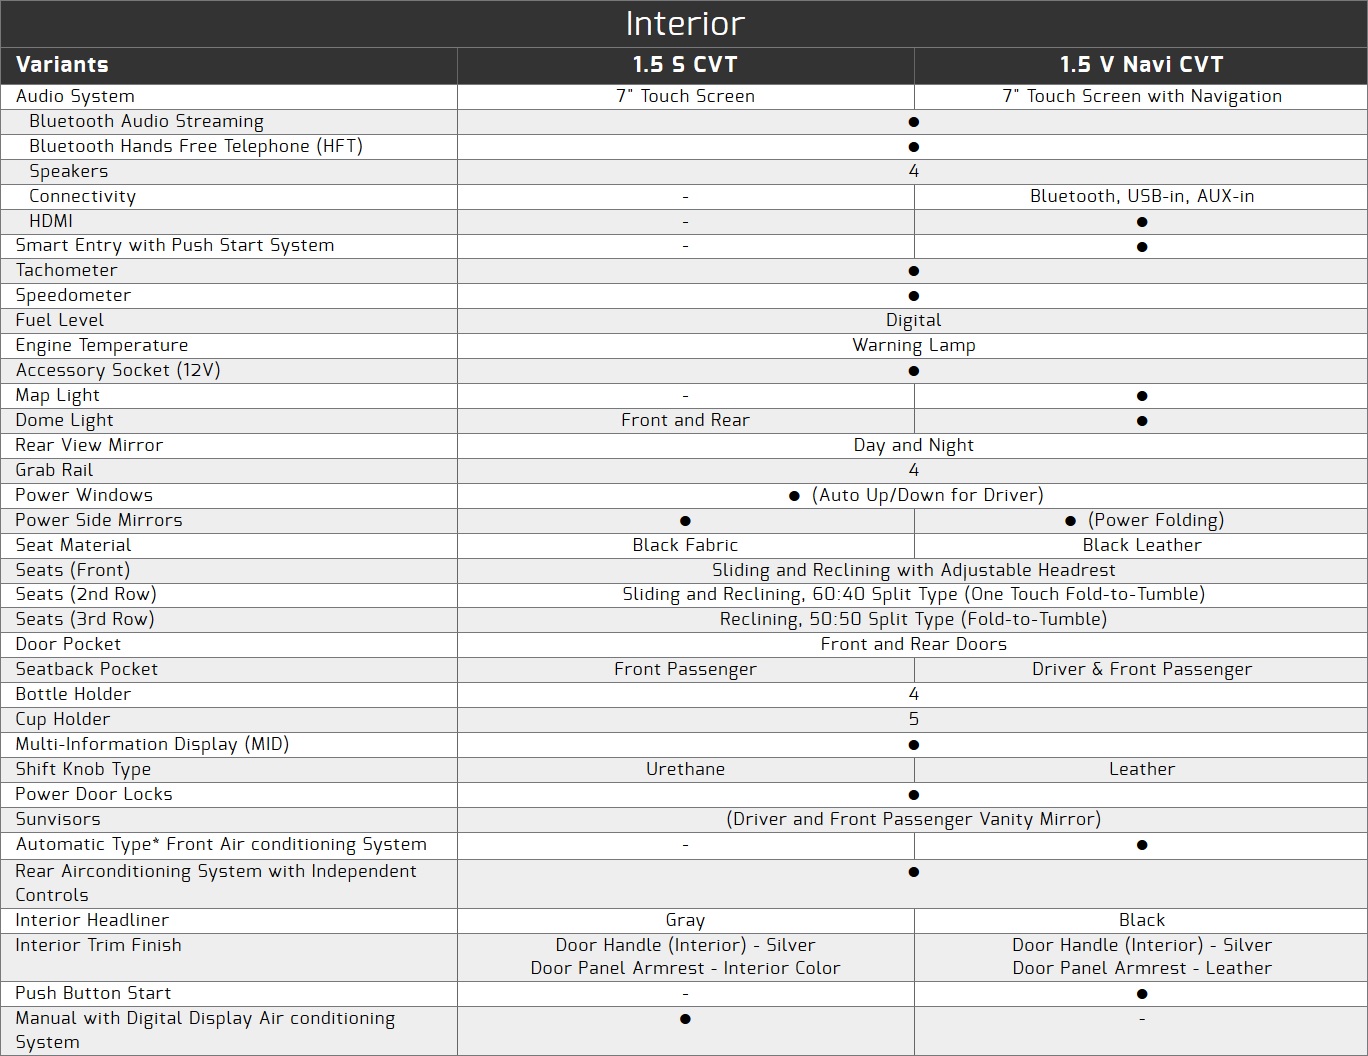 Interior
Variants 1.5 S CVT 1.5 V Navi CVT
Audio System 7" Touch Screen 7" Touch Screen with Navigation
Bluetooth Audio Streaming ●
Bluetooth Hands Free Telephone (HFT) ●
Speakers 4
Connectivity - Bluetooth, USB-in, AUX-in
HDMI - ●
Smart Entry with Push Start System - ●
Tachometer ●
Speedometer ●
Fuel Level Digital
Engine Temperature Warning Lamp
Accessory Socket (12V) ●
Map Light - ●
Dome Light Front and Rear ●
Rear View Mirror Day and Night
Grab Rail 4
Power Windows ● (Auto Up/Down for Driver)
Power Side Mirrors ● ● (Power Folding)
Seat Material Black Fabric Black Leather
Seats (Front) Sliding and Reclining with Adjustable Headrest
Seats (2nd Row) Sliding and Reclining, 60:40 Split Type (One Touch Fold-to-Tumble)
Seats (3rd Row) Reclining, 50:50 Split Type (Fold-to-Tumble)
Door Pocket Front and Rear Doors
Seatback Pocket Front Passenger Driver & Front Passenger
Bottle Holder 4
Cup Holder 5
Multi-Information Display (MID) ●
Shift Knob Type Urethane Leather
Power Door Locks ●
Sunvisors (Driver and Front Passenger Vanity Mirror)
Automatic Type* Front Air conditioning System - ●
Rear Airconditioning System with Independent ●
Controls
Interior Headliner Gray Black
Interior Trim Finish Door Handle (Interior) - Silver Door Handle (Interior) - Silver
Door Panel Armrest - Interior Color Door Panel Armrest - Leather
Push Button Start - ●
Manual with Digital Display Air conditioning ● -
System